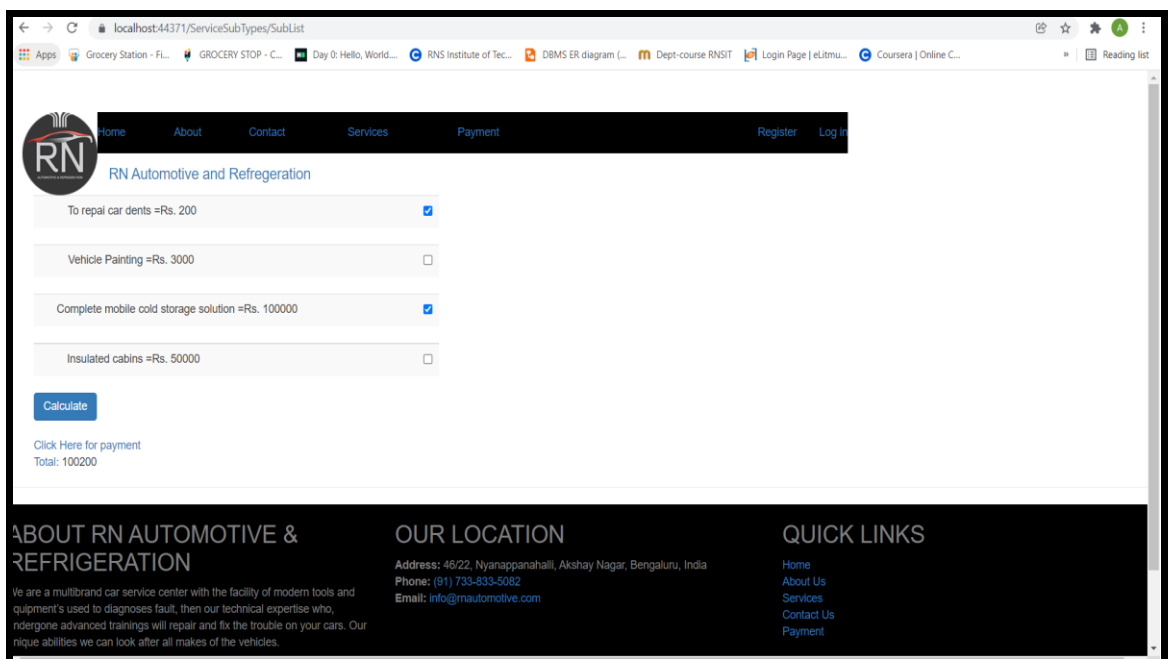 localhost:44371/ServiceSubTypes/SubList
A
Apps Grocery Station - Fi... GROCERY STOP - C... Day 0: Hello, World.... RNS Institute of Tec... DBMS ER diagram (... Dept-course RNSIT Login Page | eLitmu... Coursera | Online C... » Reading list
Home About Contact Services Payment Register Log in
RN
RN Automotive and Refregeration
To repai car dents =Rs. 200
Vehicle Painting =Rs. 3000
Complete mobile cold storage solution =Rs. 100000
Insulated cabins =Rs. 50000
Calculate
Click Here for payment
Total: 100200
ABOUT RN AUTOMOTIVE &
REFRIGERATION
We are a multibrand car service center with the facility of modern tools and
equipment's used to diagnoses fault, then our technical expertise who,
undergone advanced trainings will repair and fix the trouble on your cars. Our
unique abilities we can look after all makes of the vehicles.
OUR LOCATION
Address: 46/22, Nyanappanahalli, Akshay Nagar, Bengaluru, India
Phone: (91) 733-833-5082
Email: info@rnautomotive.com
QUICK LINKS
Home
About Us
Services
Contact Us
Payment